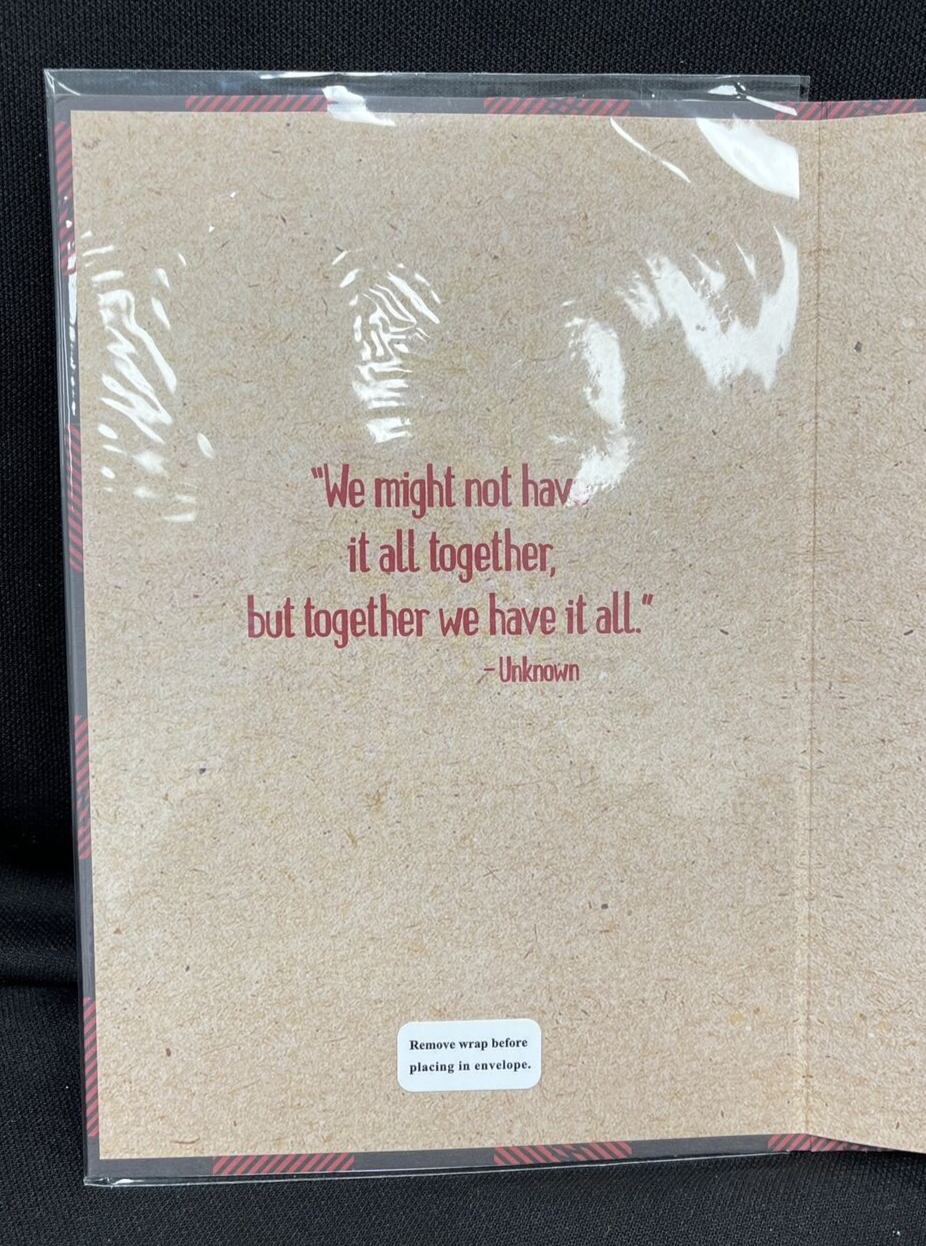 "We might not have
it all together,
but together we have it all."
-Unknown
Remove wrap before
placing in envelope.